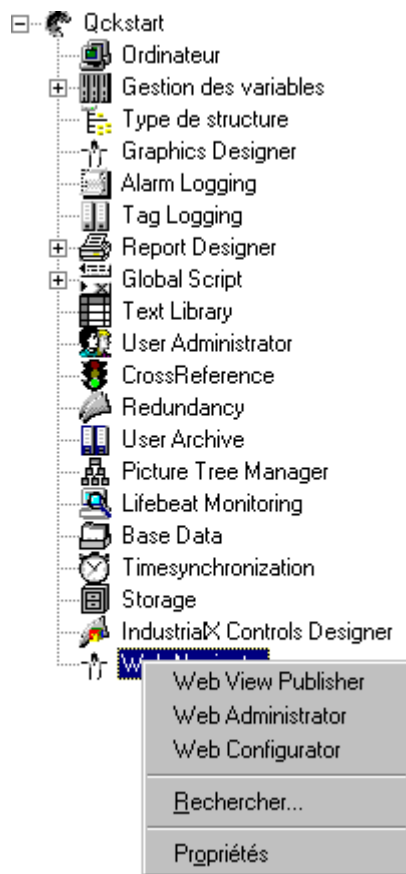 Qckstart
Ordinateur
Gestion des variables
Type de structure
Graphics Designer
Alarm Logging
Tag Logging
Report Designer
Global Script
Text Library
User Administrator
CrossReference
Redundancy
User Archive
Picture Tree Manager
Lifebeat Monitoring
Base Data
Timesynchronization
Storage
IndustrialX Controls Designer
Web View Publisher
Web Administrator
Web Configurator
Rechercher...
Propriétés